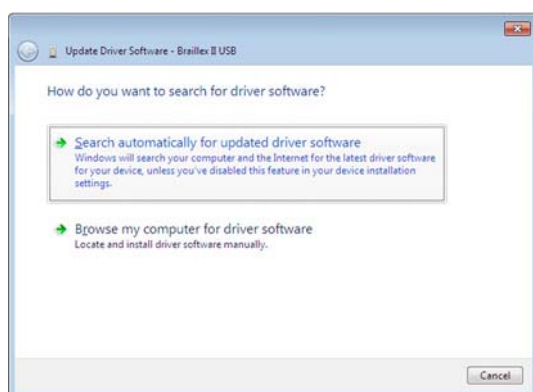 Update Driver Software - Braillex II USB
How do you want to search for driver software?
Search automatically for updated driver software
Windows will search your computer and the Internet for the latest driver software
for your device, unless you've disabled this feature in your device installation
settings.
Browse my computer for driver software
Locate and install driver software manually.
Cancel